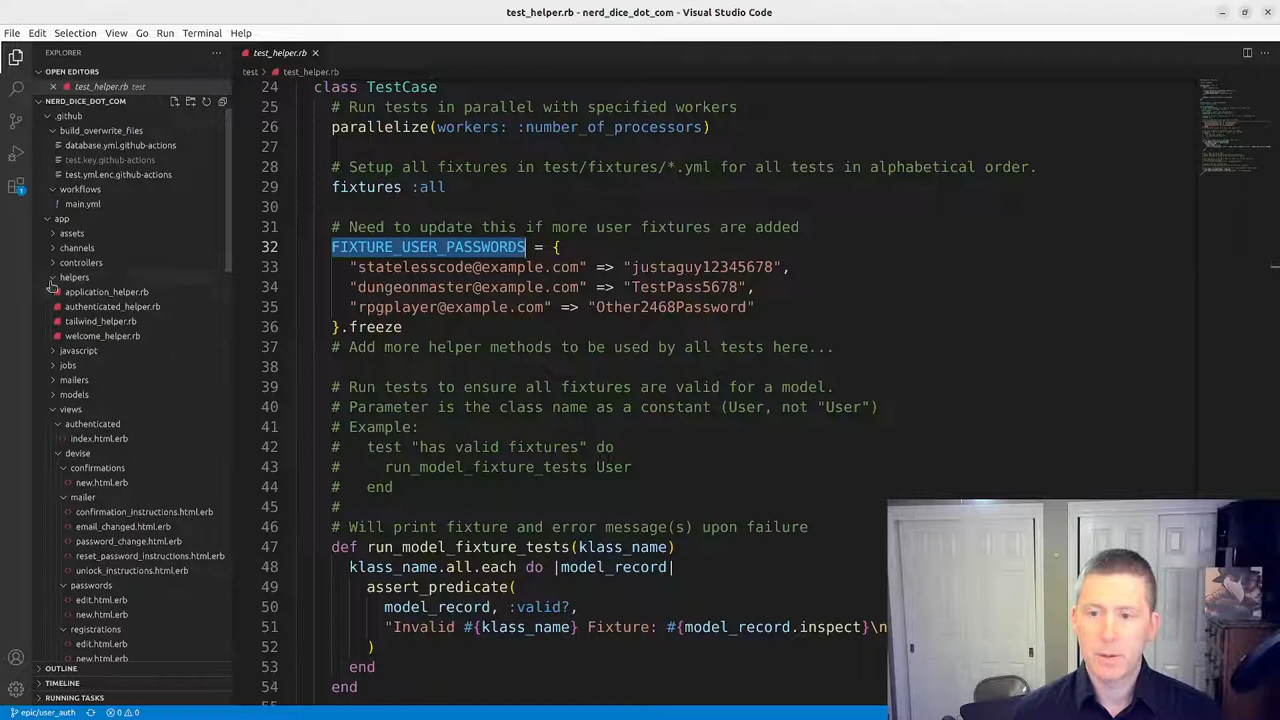 test_helper.rb - nerd_dice_dot_com - Visual Studio Code
File Edit Selection View Go Run Terminal Help
EXPLORER
OPEN EDITORS
test_helper.rb test
NERD_DICE_DOT_COM
.github
build_overwrite_files
database.yml.github-actions
test.key.github-actions
test.yml.enc.github-actions
workflows
main.yml
app
assets
channels
controllers
helpers
application_helper.rb
authenticated_helper.rb
tailwind_helper.rb
welcome_helper.rb
javascript
jobs
mailers
models
views
authenticated
index.html.erb
devise
confirmations
new.html.erb
mailer
confirmation_instructions.html.erb
email_changed.html.erb
password_change.html.erb
reset_password_instructions.html.erb
unlock_instructions.html.erb
passwords
edit.html.erb
new.html.erb
registrations
edit.html.erb
new.html.erb
OUTLINE
TIMELINE
RUNNING TASKS
test_helper.rb
test > test_helper.rb
24 class TestCase
25 # Run tests in parallel with specified workers
26 parallelize(workers: :number_of_processors)
27
28 # Setup all fixtures in test/fixtures/*.yml for all tests in alphabetical order.
29 fixtures :all
30
31 # Need to update this if more user fixtures are added
32 FIXTURE_USER_PASSWORDS = {
33 "statelesscode@example.com" => "justaguy12345678",
34 "dungeonmaster@example.com" => "TestPass5678",
35 "rpgplayer@example.com" => "Other2468Password"
36 }.freeze
37 # Add more helper methods to be used by all tests here...
38
39 # Run tests to ensure all fixtures are valid for a model.
40 # Parameter is the class name as a constant (User, not "User")
41 # Example:
42 # test "has valid fixtures" do
43 # run_model_fixture_tests User
44 # end
45 #
46 # Will print fixture and error message(s) upon failure
47 def run_model_fixture_tests(klass_name)
48 klass_name.all.each do |model_record|
49 assert_predicate(
50 model_record, :valid?,
51 "Invalid #{klass_name} Fixture: #{model_record.inspect}\n
52 )
53 end
54 end
1
epic/user_auth 0 0